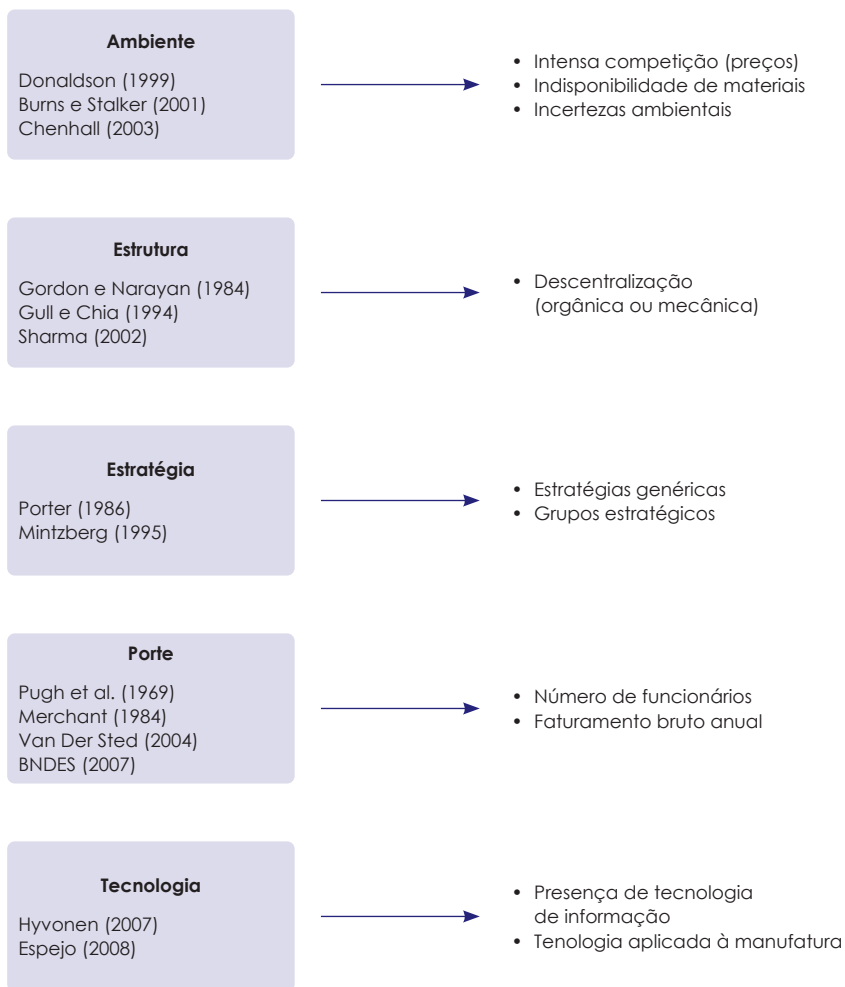 Ambiente
Donaldson (1999)
Burns e Stalker (2001)
Chenhall (2003)
• Intensa competição (preços)
• Indisponibilidade de materiais
• Incertezas ambientais
Estrutura
Gordon e Narayan (1984)
Gull e Chia (1994)
Sharma (2002)
• Descentralização
(orgânica ou mecânica)
Estratégia
Porter (1986)
Mintzberg (1995)
• Estratégias genéricas
• Grupos estratégicos
Porte
Pugh et al. (1969)
Merchant (1984)
Van Der Sted (2004)
BNDES (2007)
• Número de funcionários
• Faturamento bruto anual
Tecnologia
Hyvonen (2007)
Espejo (2008)
• Presença de tecnologia
de informação
• Tenologia aplicada à manufatura